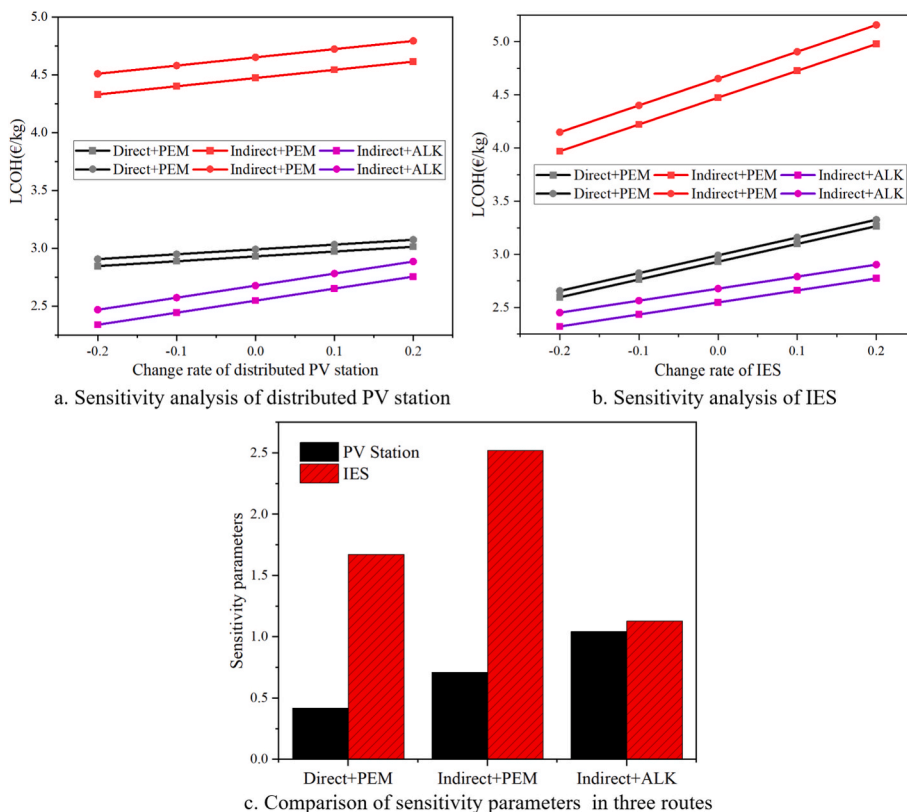 5.0
4.5
4.0
3.5
3.0
2.5
LCOH(€/kg)
Direct+PEM Indirect+PEM Indirect+ALK
Direct+PEM Indirect+PEM Indirect+ALK
-0.2 -0.1 0.0 0.1 0.2
Change rate of distributed PV station
a. Sensitivity analysis of distributed PV station
5.0
4.5
4.0
3.5
3.0
2.5
LCOH(€/kg)
Direct+PEM Indirect+PEM Indirect+ALK
Direct+PEM Indirect+PEM Indirect+ALK
-0.2 -0.1 0.0 0.1 0.2
Change rate of IES
b. Sensitivity analysis of IES
2.5
2.0
1.5
1.0
0.5
0.0
Sensitivity parameters
PV Station
IES
Direct+PEM Indirect+PEM Indirect+ALK
c. Comparison of sensitivity parameters in three routes